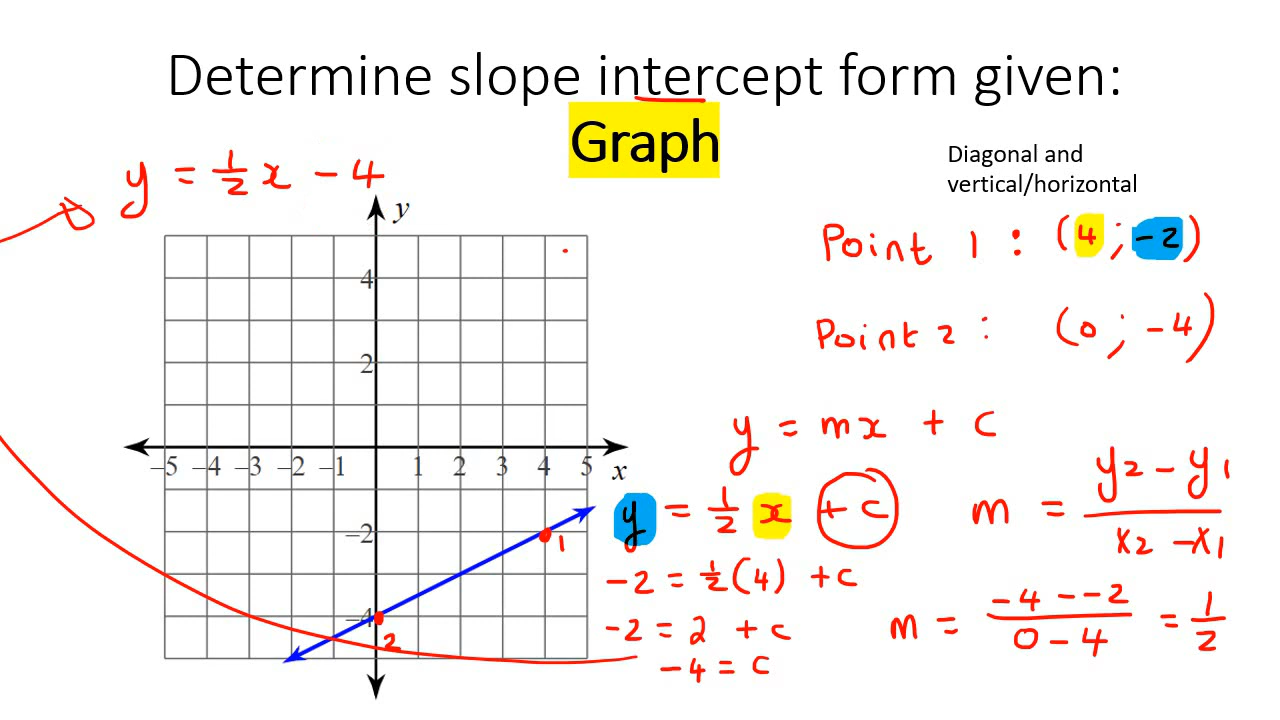 Determine slope intercept form given:
Graph
Diagonal and
vertical/horizontal
y = 1/2 x - 4
y
4
2
-5 -4 -3 -2 -1 1 2 3 4 5 x
-2
-4
1
2
Point 1 : (4 ; -2)
Point 2 : (0 ; -4)
y = mx + c
y = 1/2 x + c
-2 = 1/2 (4) + c
-2 = 2 + c
-4 = c
m = y2 - y1 / x2 - x1
m = -4 - -2 / 0 - 4 = 1/2